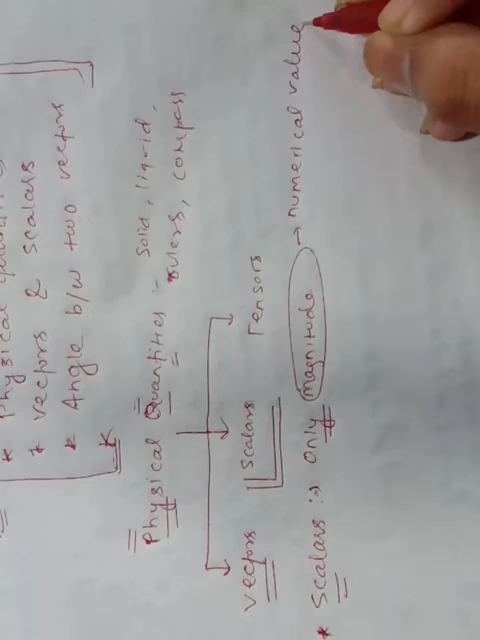 * Physical
* vectors & scalars
* Angle b/w two vectors
*
Physical Quantities :- Solid, liquid,
rulers, compass
vectors scalars Tensors
* Scalars :→ only magnitude → numerical value